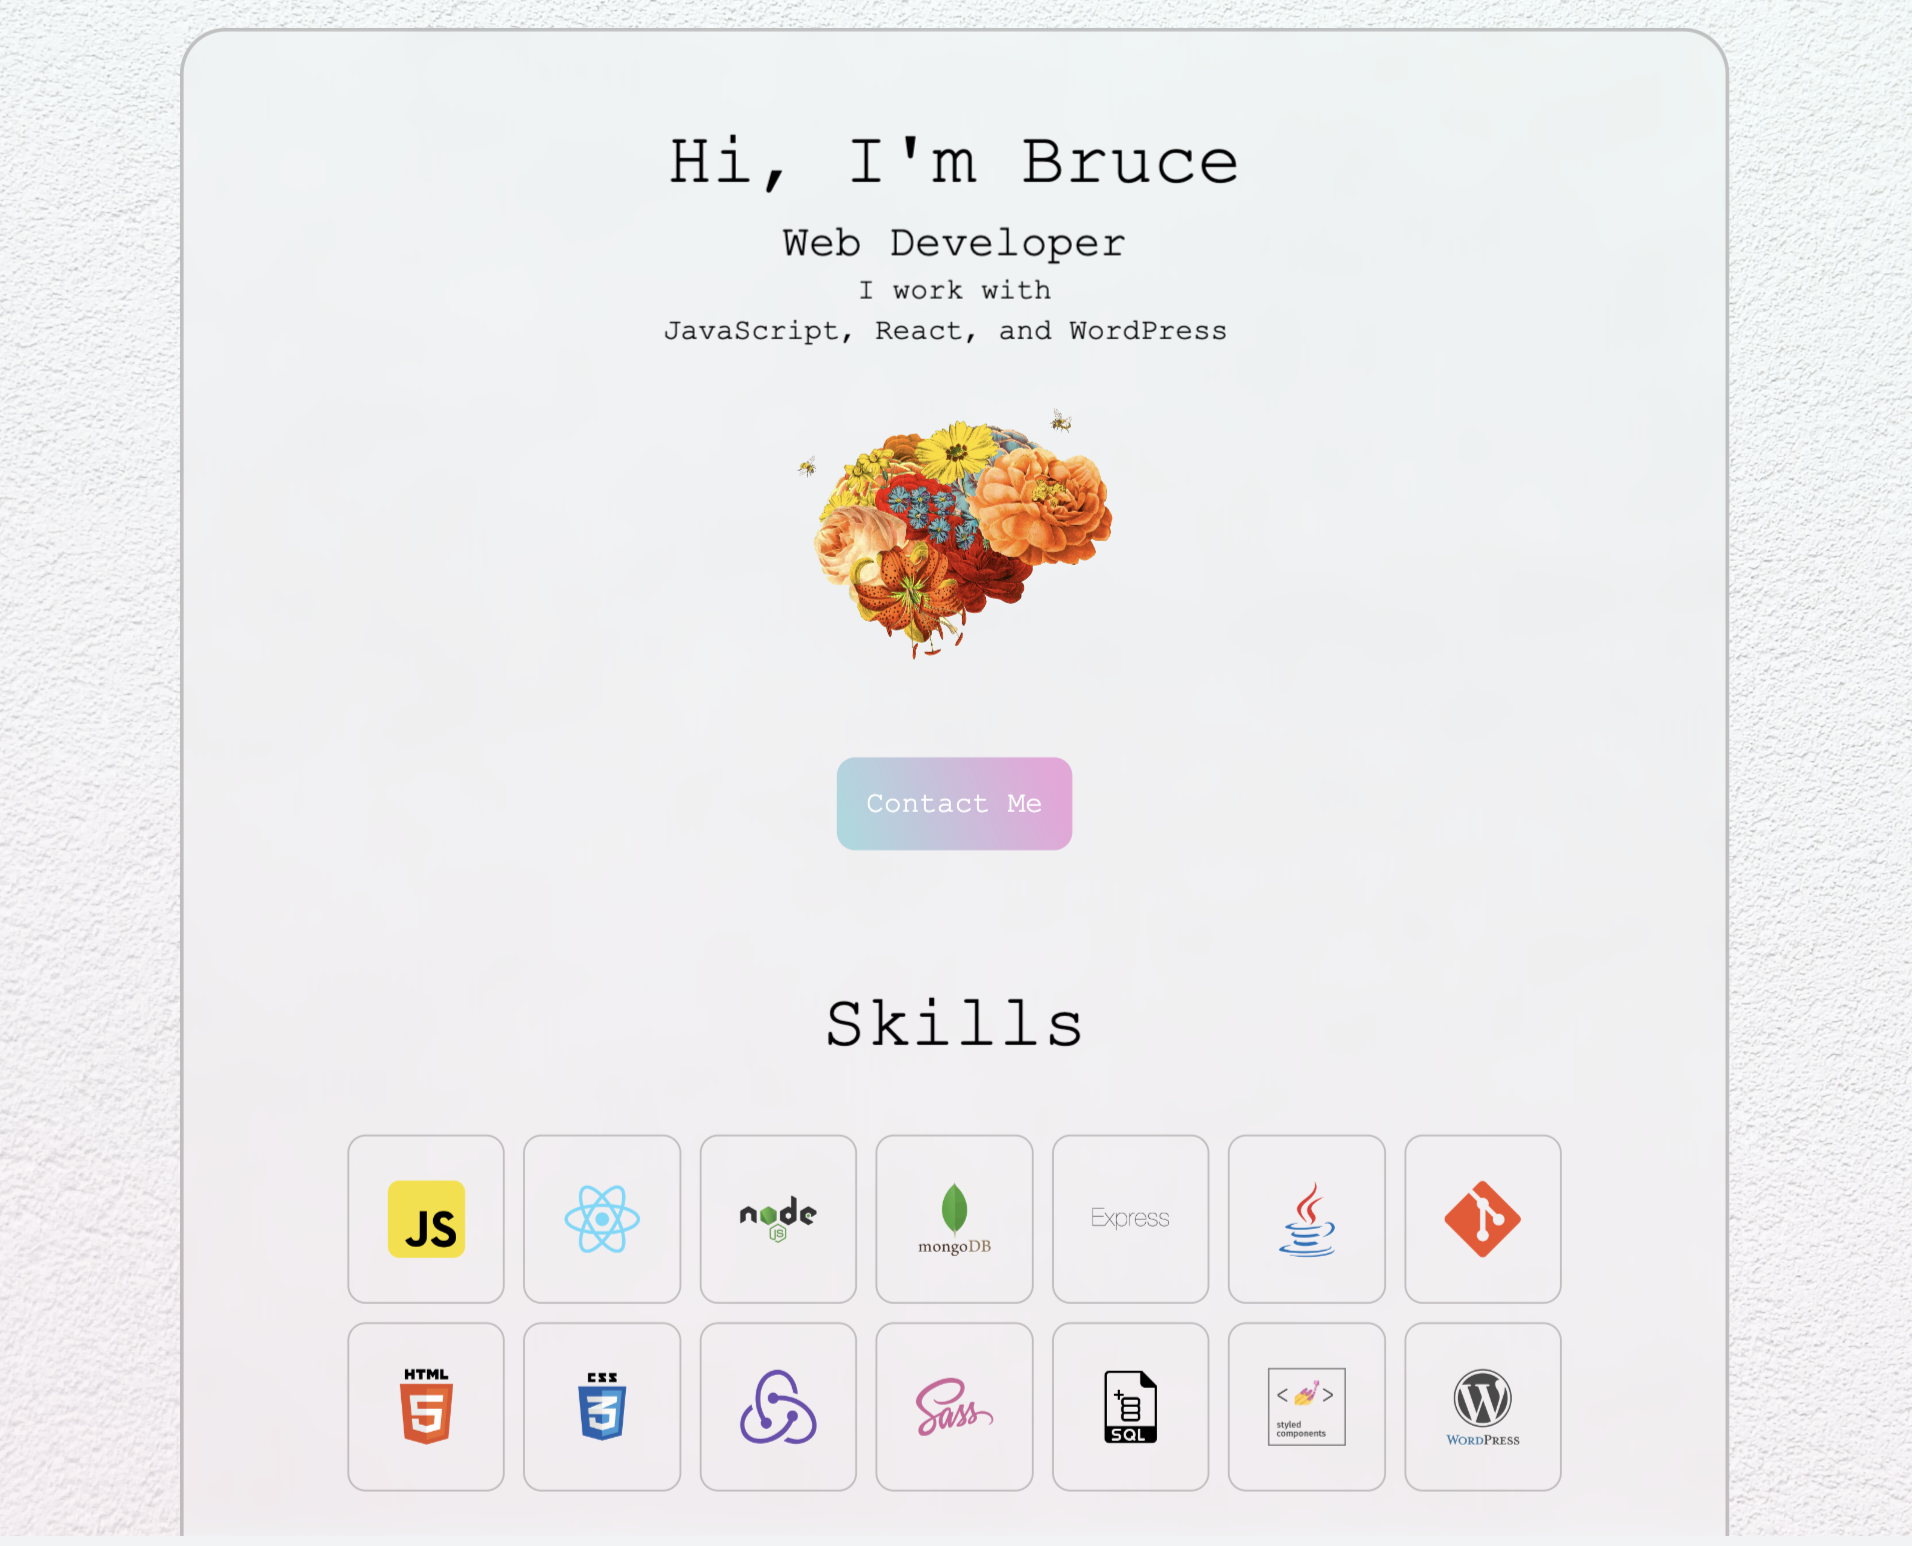 Hi, I'm Bruce
Web Developer
I work with
JavaScript, React, and WordPress
Contact Me
Skills
JS
node
JS
mongoDB
Express
HTML
5
CSS
3
Sass
SQL
< >
styled
components
W
WORDPRESS